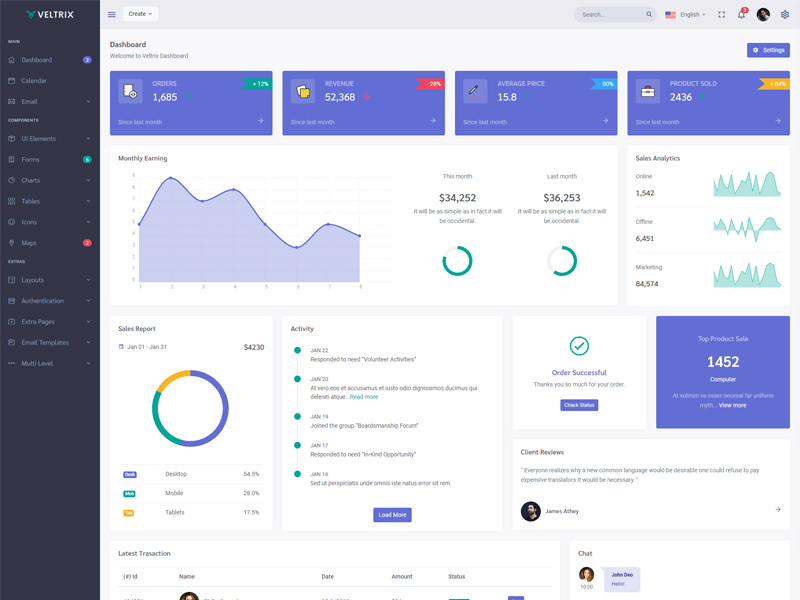 VELTRIX
Create
Search...
English
3
MAIN
Dashboard 2
Calendar
Email
COMPONENTS
UI Elements
Forms 6
Charts
Tables
Icons
Maps 2
EXTRAS
Layouts
Authentication
Extra Pages
Email Templates
Multi Level
Dashboard
Welcome to Veltrix Dashboard
Settings
ORDERS
1,685
+ 12%
Since last month
REVENUE
52,368
- 28%
Since last month
AVERAGE PRICE
15.8
00%
Since last month
PRODUCT SOLD
2436
+ 84%
Since last month
Monthly Earning
9
8
7
6
5
4
3
2
1
0
1 2 3 4 5 6 7 8
This month
$34,252
It will be as simple as in fact it will
be occidental.
Last month
$36,253
It will be as simple as in fact it will
be occidental.
Sales Analytics
Online
1,542
Offline
6,451
Marketing
84,574
Sales Report
Jan 01 - Jan 31 $4230
Desk Desktop 54.5%
Mob Mobile 28.0%
Tab Tablets 17.5%
Activity
JAN 22
Responded to need "Volunteer Activities"
JAN 20
At vero eos et accusamus et iusto odio dignissimos ducimus qui
deleniti atque...Read more
JAN 19
Joined the group "Boardsmanship Forum"
JAN 17
Responded to need "In-Kind Opportunity"
JAN 16
Sed ut perspiciatis unde omnis iste natus error sit rem.
Load More
Order Successful
Thanks you so much for your order.
Check Status
Top Product Sale
1452
Computer
At solmen va esser necessi far uniform
myth... View more
Client Reviews
" Everyone realizes why a new common language would be desirable one could refuse to pay
expensive translators it would be necessary. "
James Athey
Latest Trasaction
(#) Id Name Date Amount Status
Chat
John Deo
Hello!
10:00